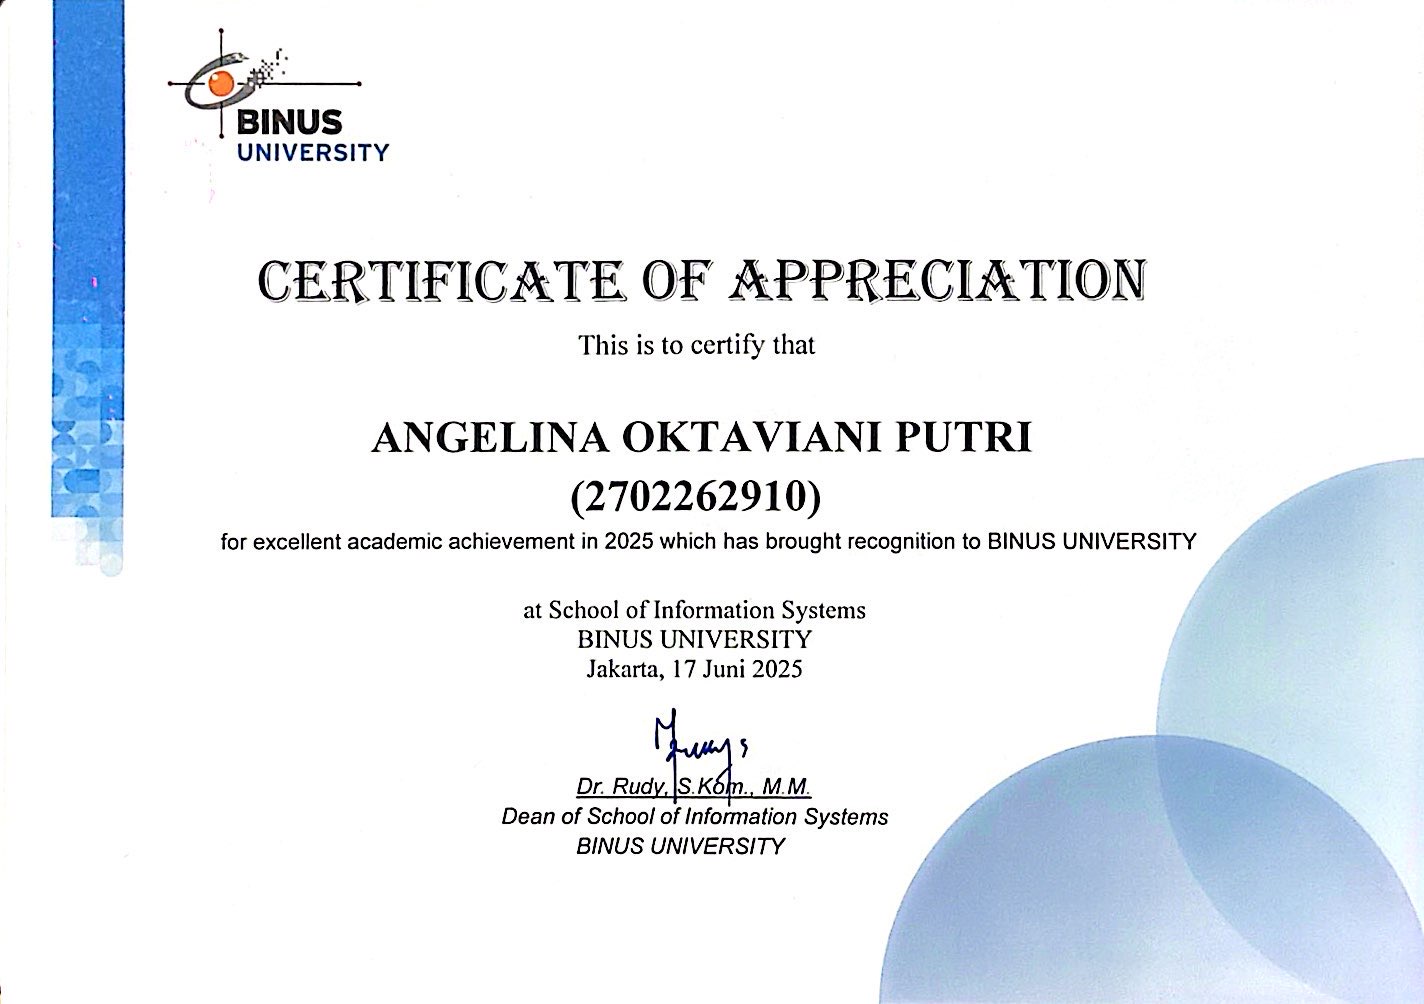 BINUS
UNIVERSITY
CERTIFICATE OF APPRECIATION
This is to certify that
ANGELINA OKTAVIANI PUTRI
(2702262910)
for excellent academic achievement in 2025 which has brought recognition to BINUS UNIVERSITY
at School of Information Systems
BINUS UNIVERSITY
Jakarta, 17 Juni 2025
Dr. Rudy, S.Kom., M.M.
Dean of School of Information Systems
BINUS UNIVERSITY